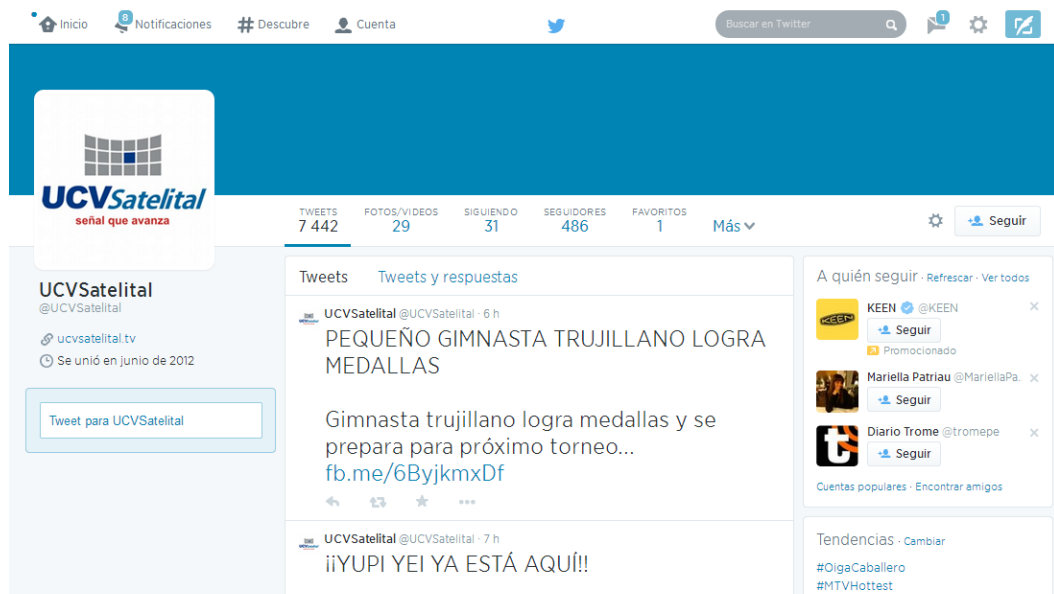 Inicio
8
Notificaciones
Descubre
Cuenta
Buscar en Twitter
1
UCVSatelital
señal que avanza
TWEETS
7 442
FOTOS/VIDEOS
29
SIGUIENDO
31
SEGUIDORES
486
FAVORITOS
1
Más
Seguir
UCVSatelital
@UCVSatelital
ucvsatelital.tv
Se unió en junio de 2012
Tweet para UCVSatelital
Tweets
Tweets y respuestas
UCVSatelital @UCVSatelital · 6 h
PEQUEÑO GIMNASTA TRUJILLANO LOGRA
MEDALLAS
Gimnasta trujillano logra medallas y se
prepara para próximo torneo...
fb.me/6ByjkmxDf
UCVSatelital @UCVSatelital · 7 h
¡¡YUPI YEI YA ESTÁ AQUÍ!!
A quién seguir · Refrescar · Ver todos
KEEN
KEEN @KEEN
Seguir
Promocionado
Mariella Patriau @MariellaPa.
Seguir
Diario Trome @tromepe
Seguir
Cuentas populares · Encontrar amigos
Tendencias · Cambiar
#OigaCaballero
#MTVHottest